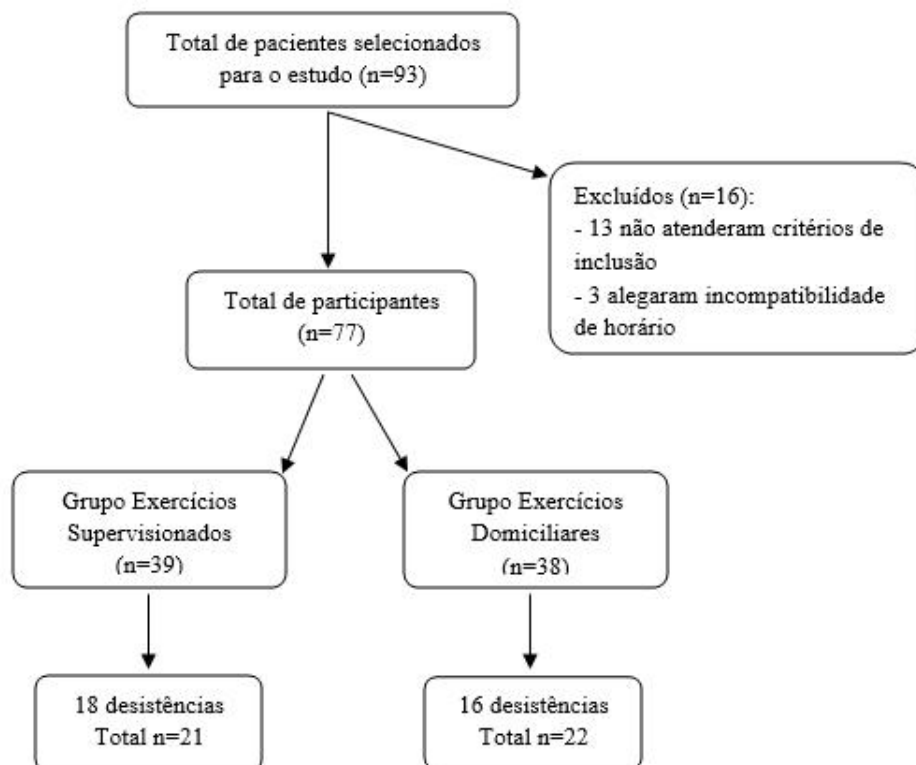 Total de pacientes selecionados
para o estudo (n=93)
Excluídos (n=16):
- 13 não atenderam critérios de
inclusão
- 3 alegaram incompatibilidade
de horário
Total de participantes
(n=77)
Grupo Exercícios
Supervisionados
(n=39)
Grupo Exercícios
Domiciliares
(n=38)
18 desistências
Total n=21
16 desistências
Total n=22